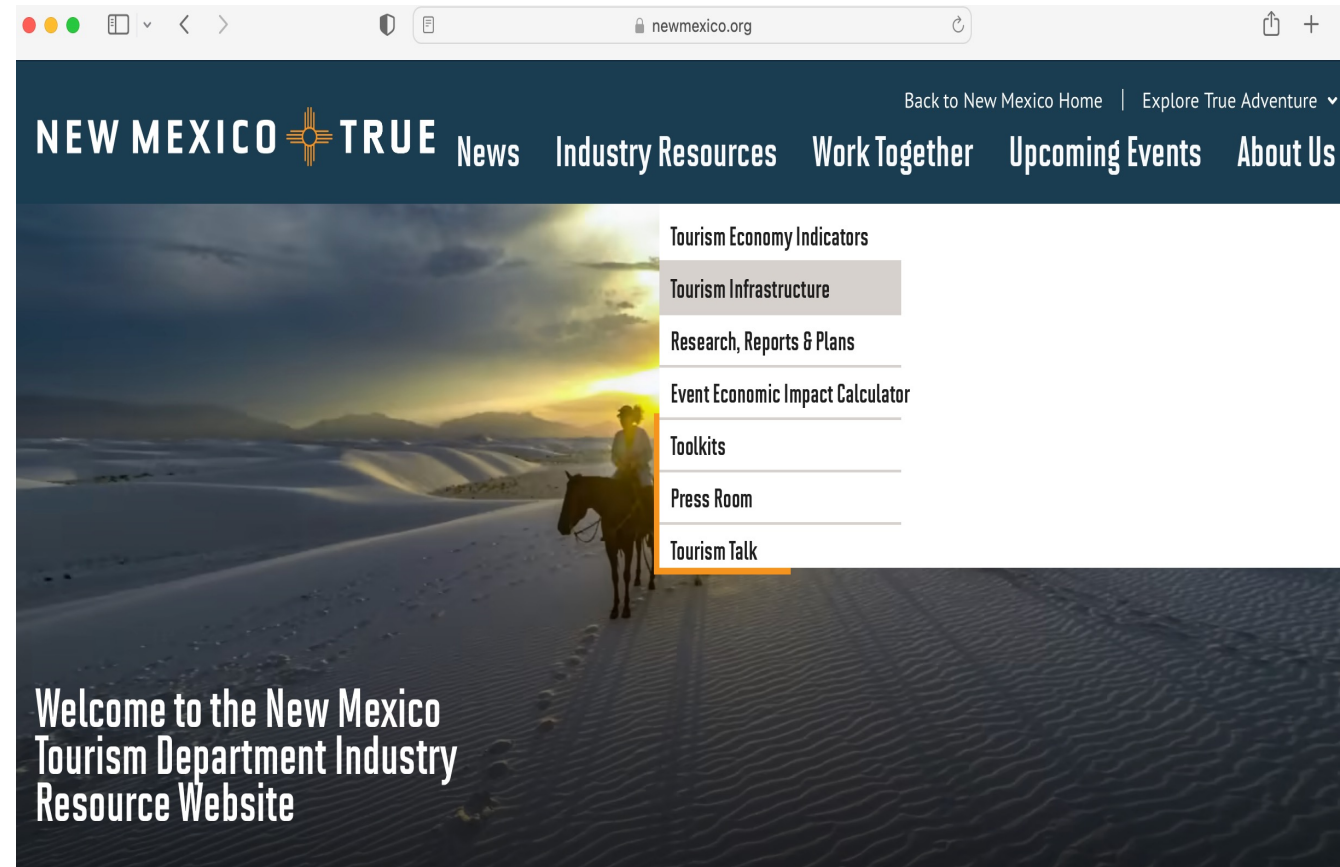 newmexico.org
Back to New Mexico Home | Explore True Adventure
NEW MEXICO TRUE
News Industry Resources Work Together Upcoming Events About Us
Tourism Economy Indicators
Tourism Infrastructure
Research, Reports & Plans
Event Economic Impact Calculator
Toolkits
Press Room
Tourism Talk
Welcome to the New Mexico
Tourism Department Industry
Resource Website